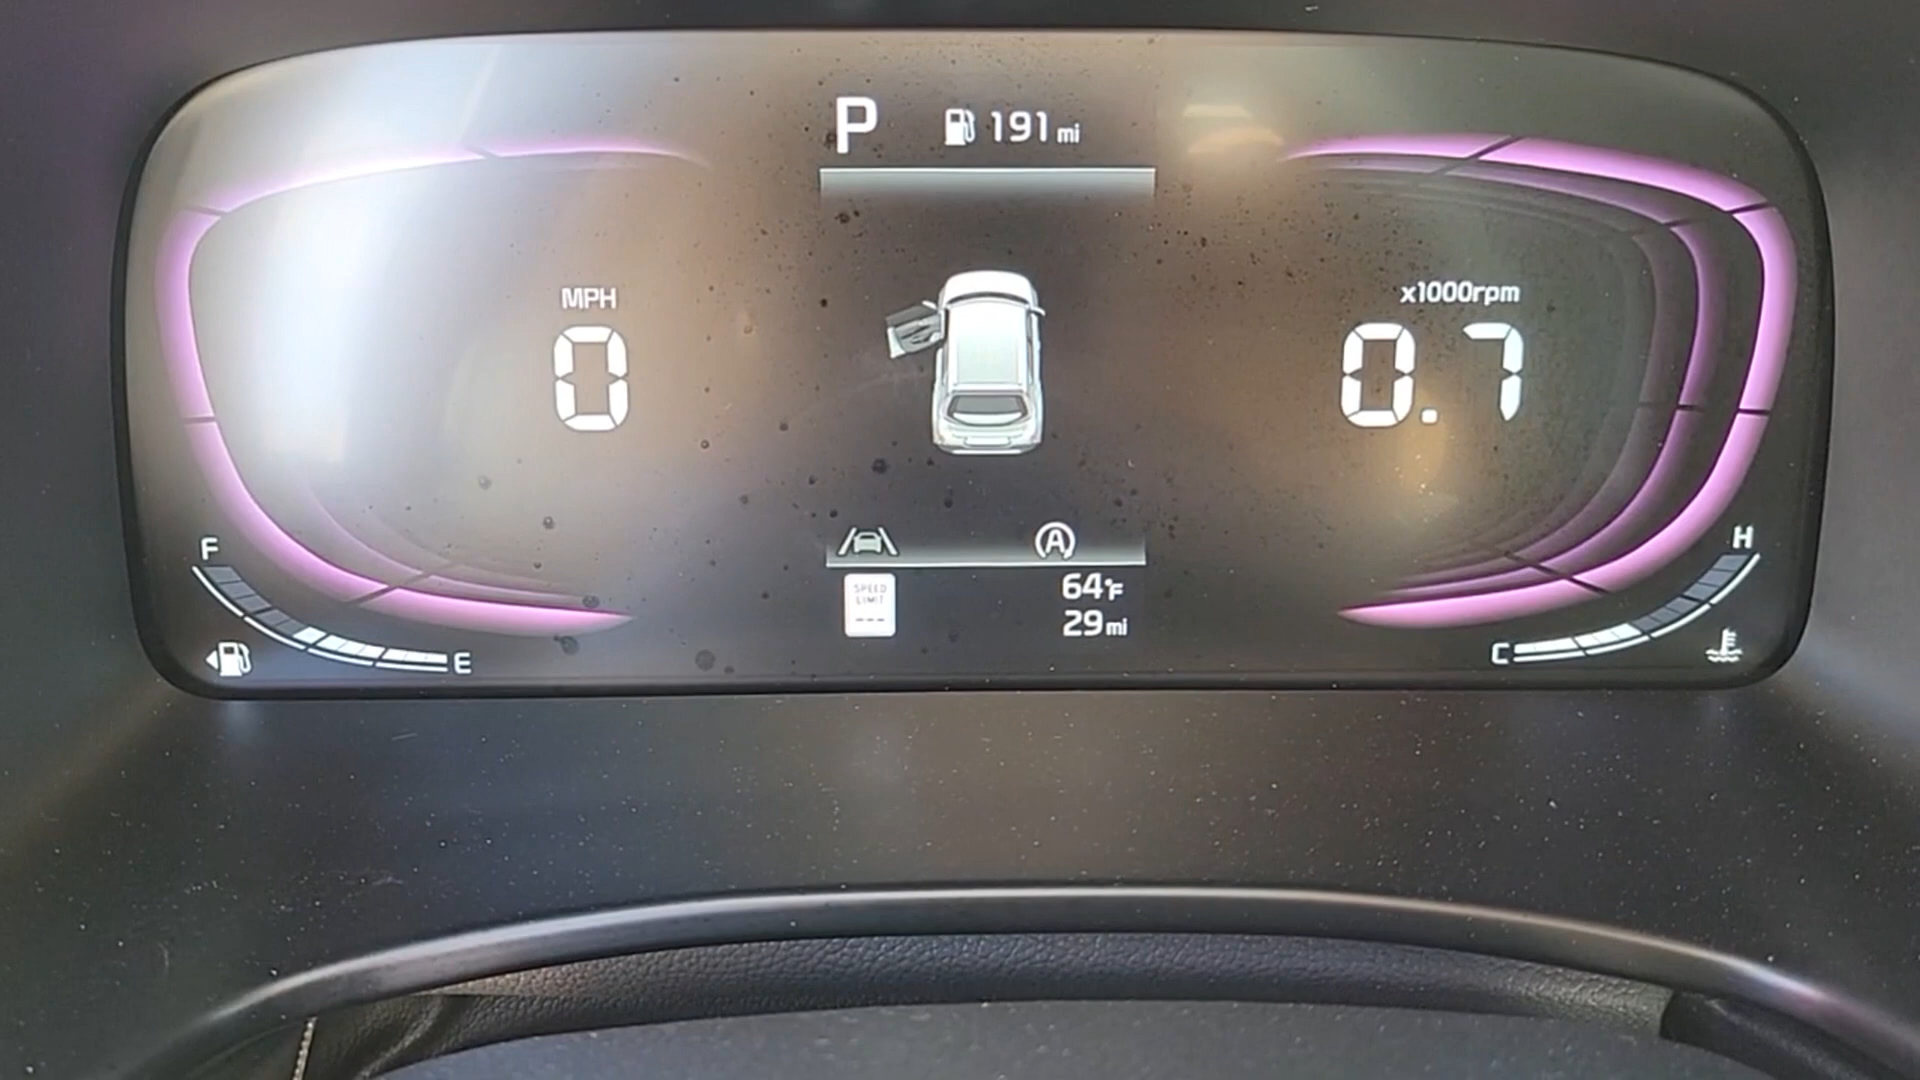 P 191 mi
MPH
0
x1000rpm
0.7
A
SPEED
LIMIT
---
64°F
29 mi
F
E
H
C